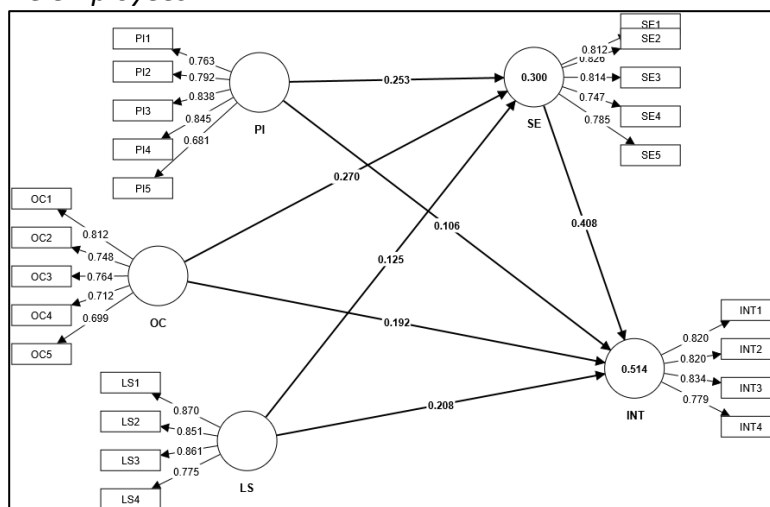 employees
PI1
PI2
PI3
PI4
PI5
0.763
0.792
0.838
0.845
0.681
PI
SE1
SE2
SE3
SE4
SE5
0.812
0.826
0.814
0.747
0.785
0.300
SE
0.253
0.270
0.125
0.106
0.408
0.192
0.208
OC1
OC2
OC3
OC4
OC5
0.812
0.748
0.764
0.712
0.699
OC
LS1
LS2
LS3
LS4
0.870
0.851
0.861
0.775
LS
INT1
INT2
INT3
INT4
0.820
0.820
0.834
0.779
0.514
INT